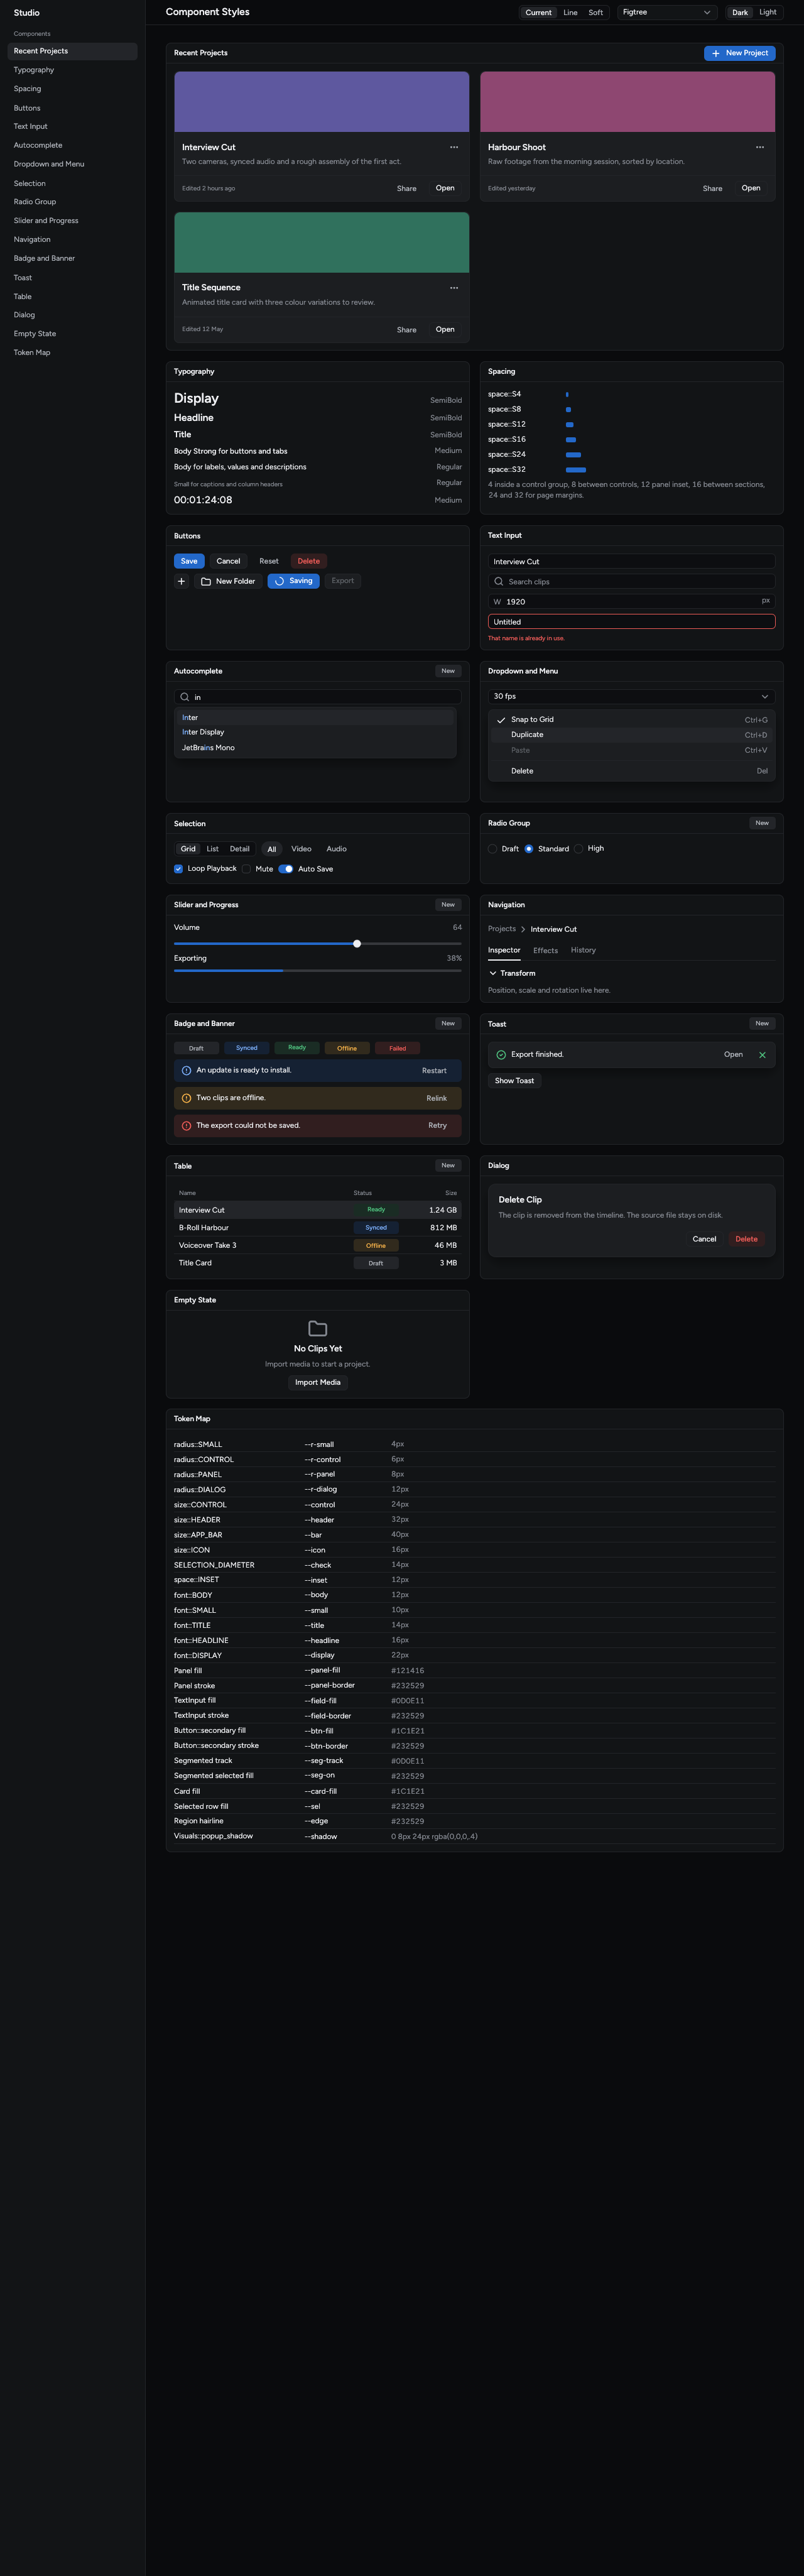 Studio
Components
Recent Projects
Typography
Spacing
Buttons
Text Input
Autocomplete
Dropdown and Menu
Selection
Radio Group
Slider and Progress
Navigation
Badge and Banner
Toast
Table
Dialog
Empty State
Token Map
Component Styles
Current Line Soft
Figtree
Dark Light
Recent Projects
New Project
Interview Cut
Two cameras, synced audio and a rough assembly of the first act.
Edited 2 hours ago Share Open
Harbour Shoot
Raw footage from the morning session, sorted by location.
Edited yesterday Share Open
Title Sequence
Animated title card with three colour variations to review.
Edited 12 May Share Open
Typography
Display SemiBold
Headline SemiBold
Title SemiBold
Body Strong for buttons and tabs Medium
Body for labels, values and descriptions Regular
Small for captions and column headers Regular
00:01:24:08 Medium
Spacing
space::S4
space::S8
space::S12
space::S16
space::S24
space::S32
4 inside a control group, 8 between controls, 12 panel inset, 16 between sections,
24 and 32 for page margins.
Buttons
Save Cancel Reset Delete
New Folder Saving Export
Text Input
Interview Cut
Search clips
W 1920 px
Untitled
That name is already in use.
Autocomplete New
in
Inter
Inter Display
JetBrains Mono
Dropdown and Menu
30 fps
Snap to Grid Ctrl+G
Duplicate Ctrl+D
Paste Ctrl+V
Delete Del
Selection
Grid List Detail All Video Audio
Loop Playback Mute Auto Save
Radio Group New
Draft Standard High
Slider and Progress New
Volume 64
Exporting 38%
Navigation
Projects Interview Cut
Inspector Effects History
Transform
Position, scale and rotation live here.
Badge and Banner New
Draft Synced Ready Offline Failed
An update is ready to install. Restart
Two clips are offline. Relink
The export could not be saved. Retry
Toast New
Export finished. Open
Show Toast
Table New
Name Status Size
Interview Cut Ready 1.24 GB
B-Roll Harbour Synced 812 MB
Voiceover Take 3 Offline 46 MB
Title Card Draft 3 MB
Dialog
Delete Clip
The clip is removed from the timeline. The source file stays on disk.
Cancel Delete
Empty State
No Clips Yet
Import media to start a project.
Import Media
Token Map
radius::SMALL --r-small 4px
radius::CONTROL --r-control 6px
radius::PANEL --r-panel 8px
radius::DIALOG --r-dialog 12px
size::CONTROL --control 24px
size::HEADER --header 32px
size::APP_BAR --bar 40px
size::ICON --icon 16px
SELECTION_DIAMETER --check 14px
space::INSET --inset 12px
font::BODY --body 12px
font::SMALL --small 10px
font::TITLE --title 14px
font::HEADLINE --headline 16px
font::DISPLAY --display 22px
Panel fill --panel-fill #121416
Panel stroke --panel-border #232529
TextInput fill --field-fill #0D0E11
TextInput stroke --field-border #232529
Button::secondary fill --btn-fill #1C1E21
Button::secondary stroke --btn-border #232529
Segmented track --seg-track #0D0E11
Segmented selected fill --seg-on #232529
Card fill --card-fill #1C1E21
Selected row fill --sel #232529
Region hairline --edge #232529
Visuals::popup_shadow --shadow 0 8px 24px rgba(0,0,0,.4)